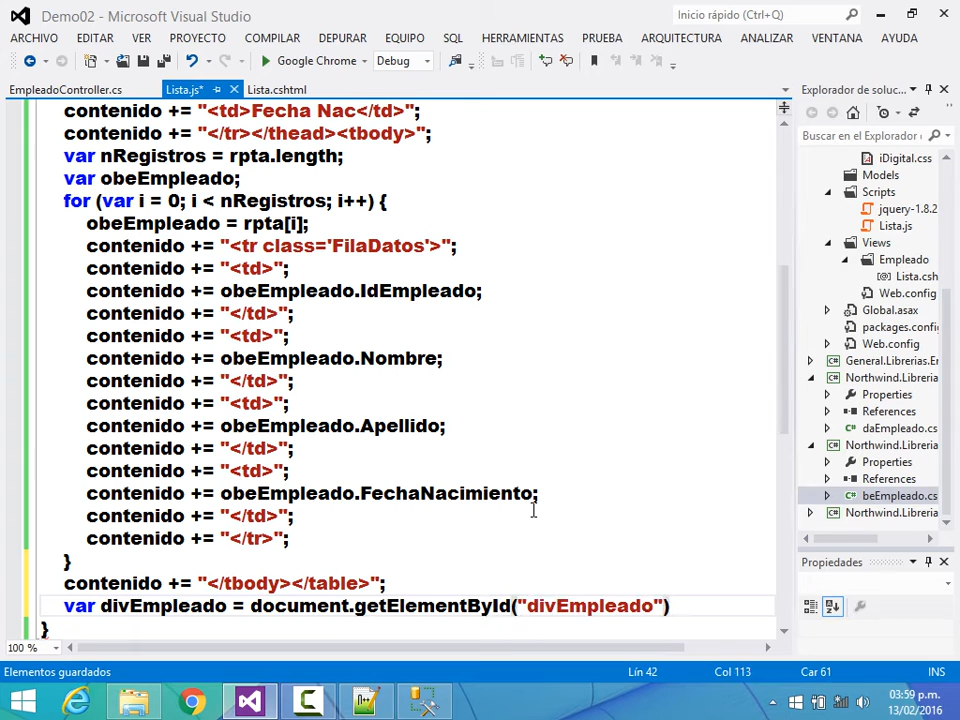 Demo02 - Microsoft Visual Studio
Inicio rápido (Ctrl+Q)
ARCHIVO EDITAR VER PROYECTO COMPILAR DEPURAR EQUIPO SQL HERRAMIENTAS PRUEBA ARQUITECTURA ANALIZAR VENTANA AYUDA
Google Chrome Debug
EmpleadoController.cs Lista.js* Lista.cshtml
contenido += "<td>Fecha Nac</td>";
contenido += "</tr></thead><tbody>";
var nRegistros = rpta.length;
var obeEmpleado;
for (var i = 0; i < nRegistros; i++) {
obeEmpleado = rpta[i];
contenido += "<tr class='FilaDatos'>";
contenido += "<td>";
contenido += obeEmpleado.IdEmpleado;
contenido += "</td>";
contenido += "<td>";
contenido += obeEmpleado.Nombre;
contenido += "</td>";
contenido += "<td>";
contenido += obeEmpleado.Apellido;
contenido += "</td>";
contenido += "<td>";
contenido += obeEmpleado.FechaNacimiento;
contenido += "</td>";
contenido += "</tr>";
}
contenido += "</tbody></table>";
var divEmpleado = document.getElementById("divEmpleado")
}
100 %
Explorador de soluc...
Buscar en el Explorador
iDigital.css
Models
Scripts
jquery-1.8.2
Lista.js
Views
Empleado
Lista.csh
Web.config
Global.asax
packages.config
Web.config
General.Librerias.En
Northwind.Libreria
Properties
References
daEmpleado.cs
Northwind.Libreria
Properties
References
beEmpleado.cs
Northwind.Libreria
Propiedades
Elementos guardados Lín 42 Col 113 Car 61 INS
03:59 p.m.
13/02/2016